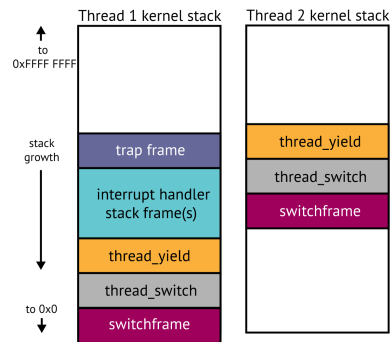 Thread 1 kernel stack
Thread 2 kernel stack
to
0xFFFF FFFF
stack
growth
to 0x0
trap frame
interrupt handler
stack frame(s)
thread_yield
thread_switch
switchframe
thread_yield
thread_switch
switchframe